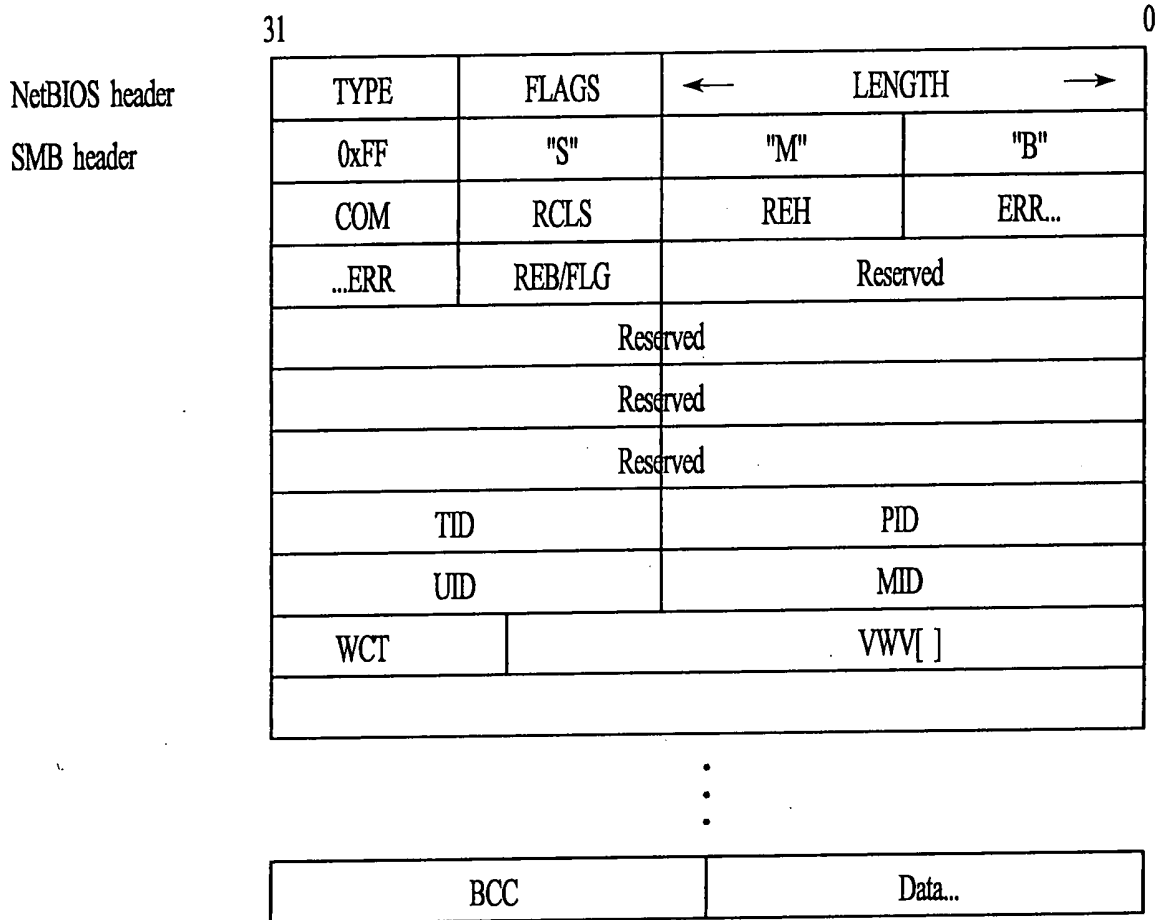 31 0
NetBIOS header TYPE FLAGS ← LENGTH →
SMB header 0xFF "S" "M" "B"
COM RCLS REH ERR...
...ERR REB/FLG Reserved
Reserved
Reserved
Reserved
TID PID
UID MID
WCT VWV[ ]
BCC Data...